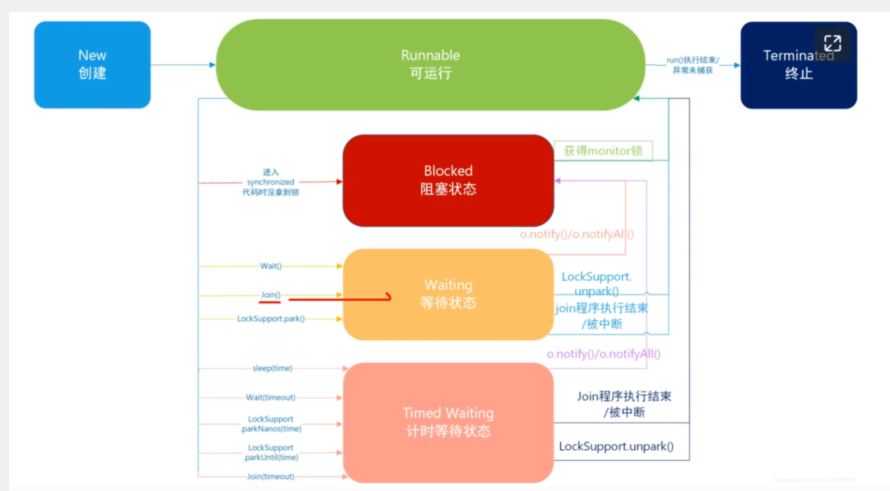 New
创建
Runnable
可运行
run()执行结束/
异常未捕获
Terminated
终止
进入
synchronized
代码时没拿到锁
Blocked
阻塞状态
获得monitor锁
o.notify()/o.notifyAll()
Wait()
Join()
LockSupport.park()
Waiting
等待状态
LockSupport.
unpark()
join程序执行结束
/被中断
o.notify()/o.notifyAll()
sleep(time)
Wait(timeout)
LockSupport
.parkNanos(time)
LockSupport
.parkUntil(time)
Join(timeout)
Timed Waiting
计时等待状态
Join程序执行结束
/被中断
LockSupport.unpark()